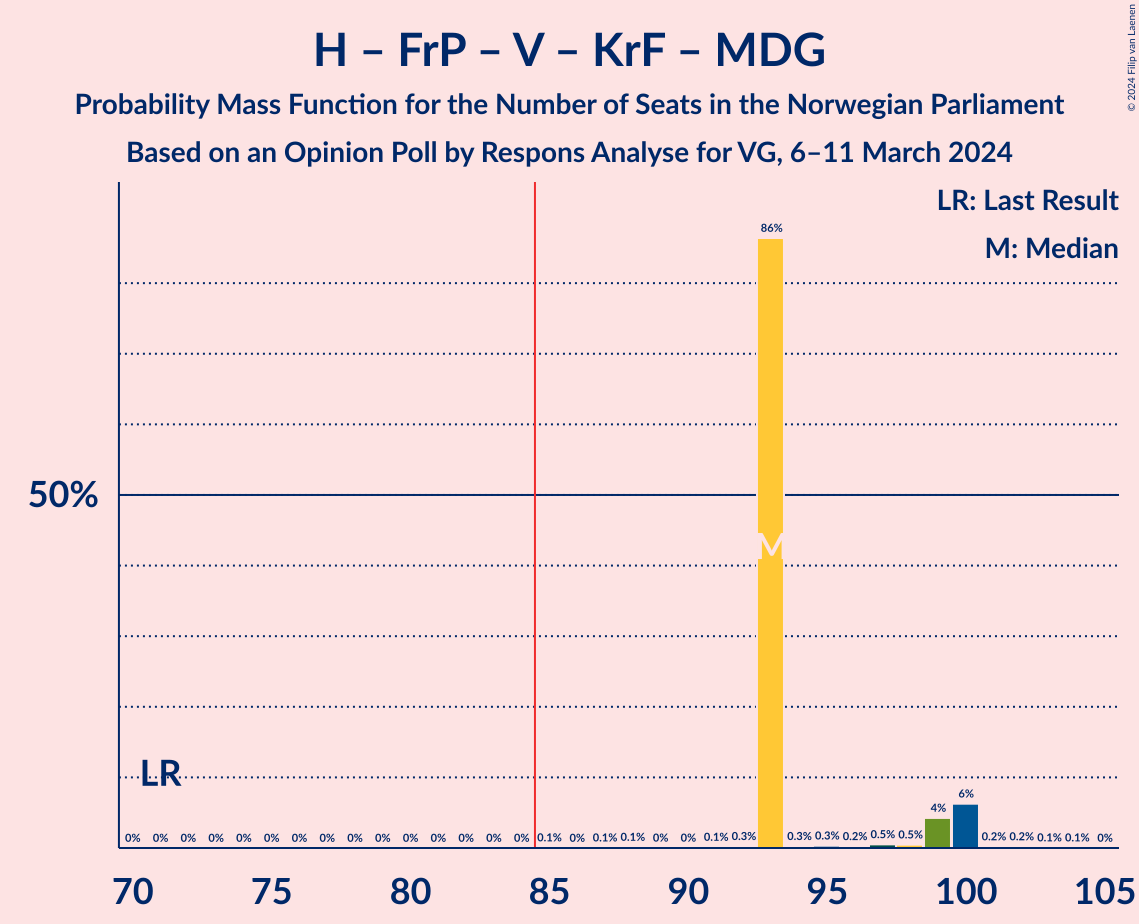 H – FrP – V – KrF – MDG
Probability Mass Function for the Number of Seats in the Norwegian Parliament
Based on an Opinion Poll by Respons Analyse for VG, 6–11 March 2024
© 2024 Filip van Laenen
LR: Last Result
M: Median
86%
50%
M
LR
0% 0% 0% 0% 0% 0% 0% 0% 0% 0% 0% 0% 0% 0% 0% 0.1% 0% 0.1% 0.1% 0% 0% 0.1% 0.3% 0.3% 0.3% 0.2% 0.5% 0.5% 4% 6% 0.2% 0.2% 0.1% 0.1% 0%
70 75 80 85 90 95 100 105